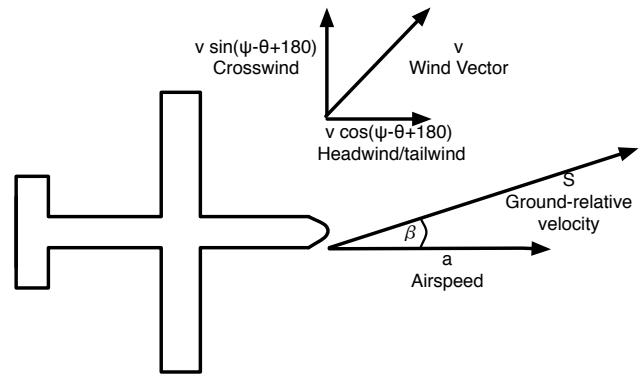 v sin(ψ-θ+180)
Crosswind
v
Wind Vector
v cos(ψ-θ+180)
Headwind/tailwind
S
Ground-relative
velocity
β
a
Airspeed